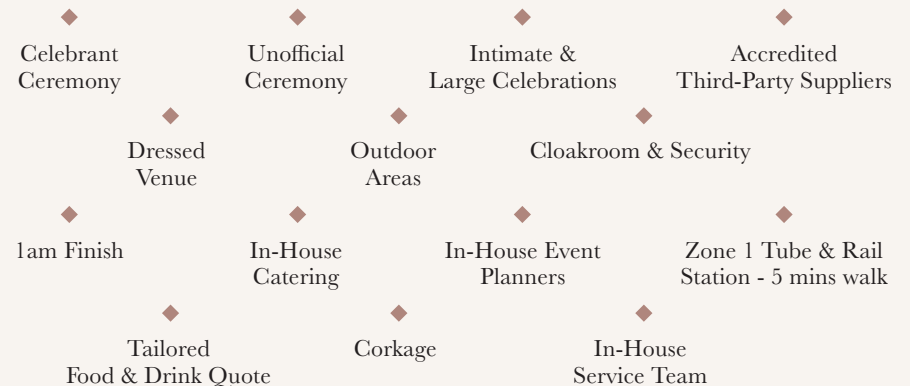 Celebrant
Ceremony
Unofficial
Ceremony
Intimate &
Large Celebrations
Accredited
Third-Party Suppliers
Dressed
Venue
Outdoor
Areas
Cloakroom & Security
1am Finish
In-House
Catering
In-House Event
Planners
Zone 1 Tube & Rail
Station - 5 mins walk
Tailored
Food & Drink Quote
Corkage
In-House
Service Team